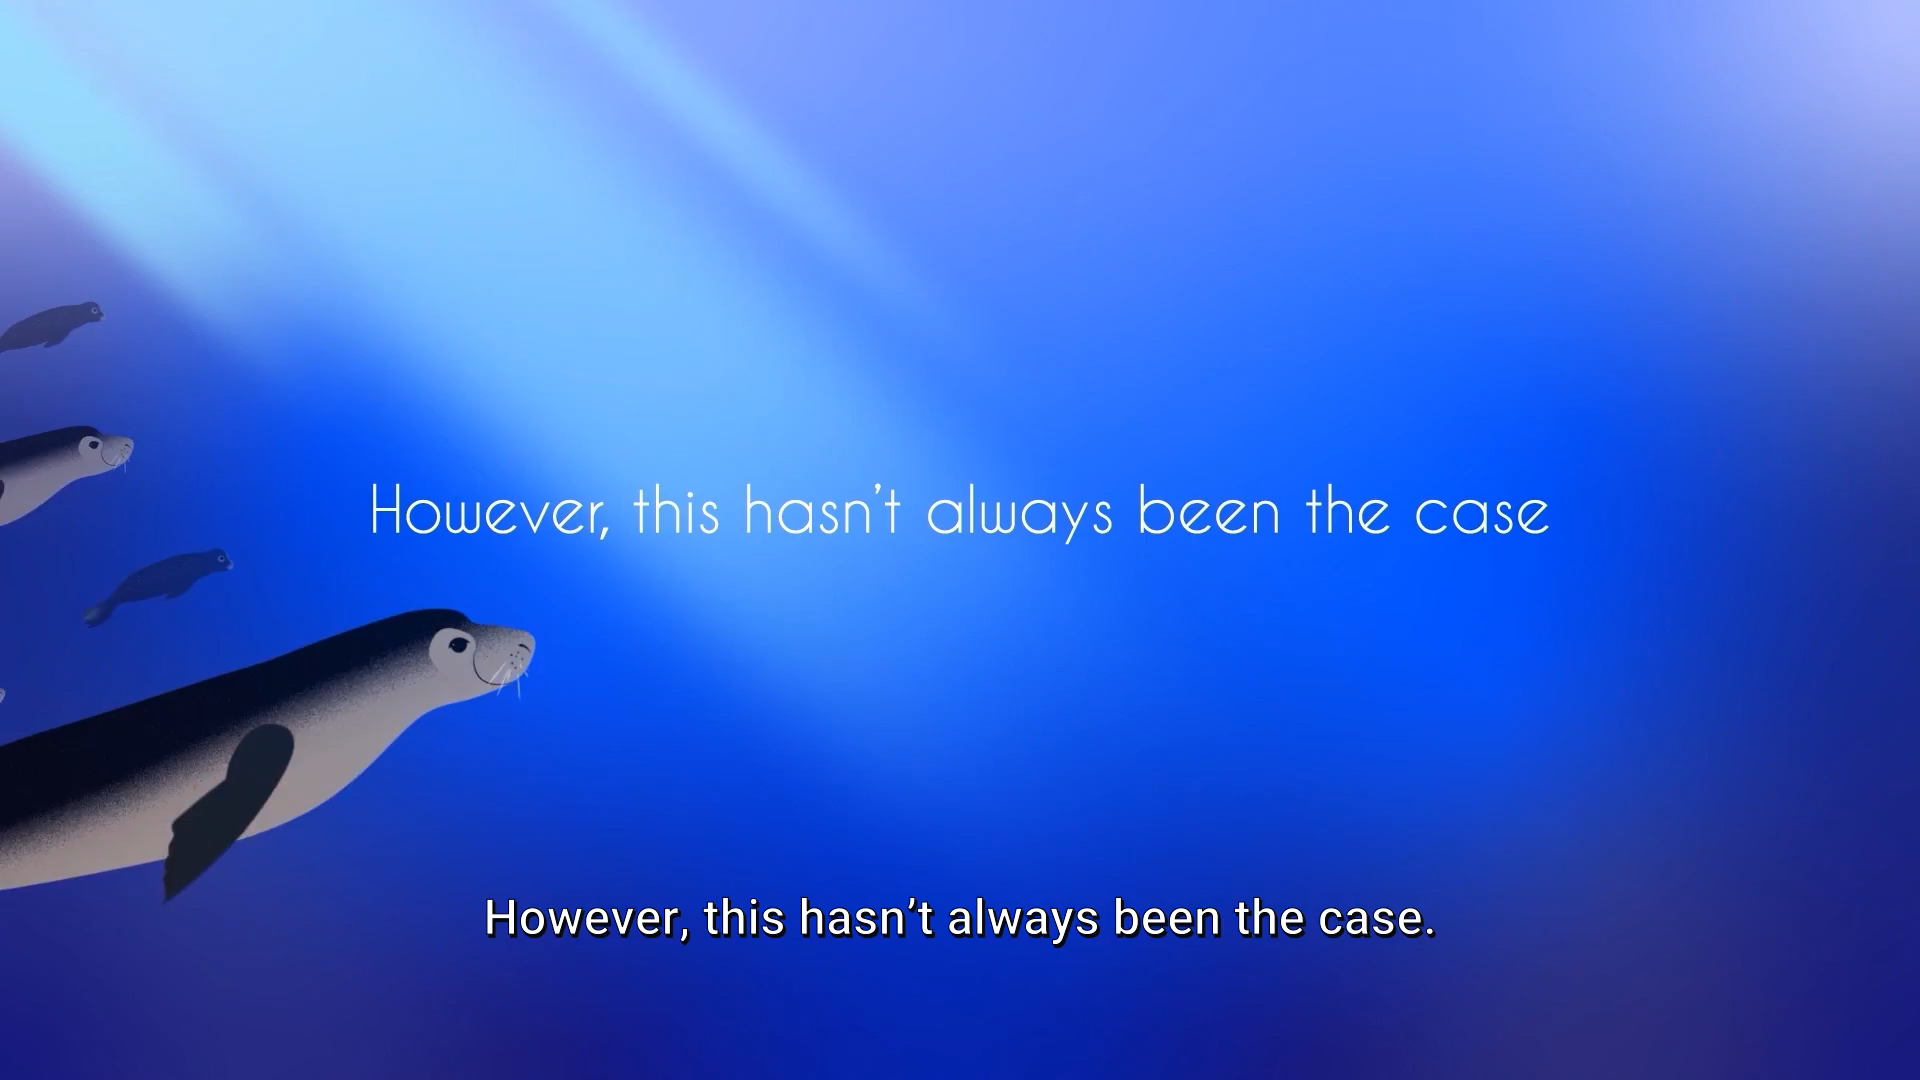 However, this hasn’t always been the case
However, this hasn’t always been the case.